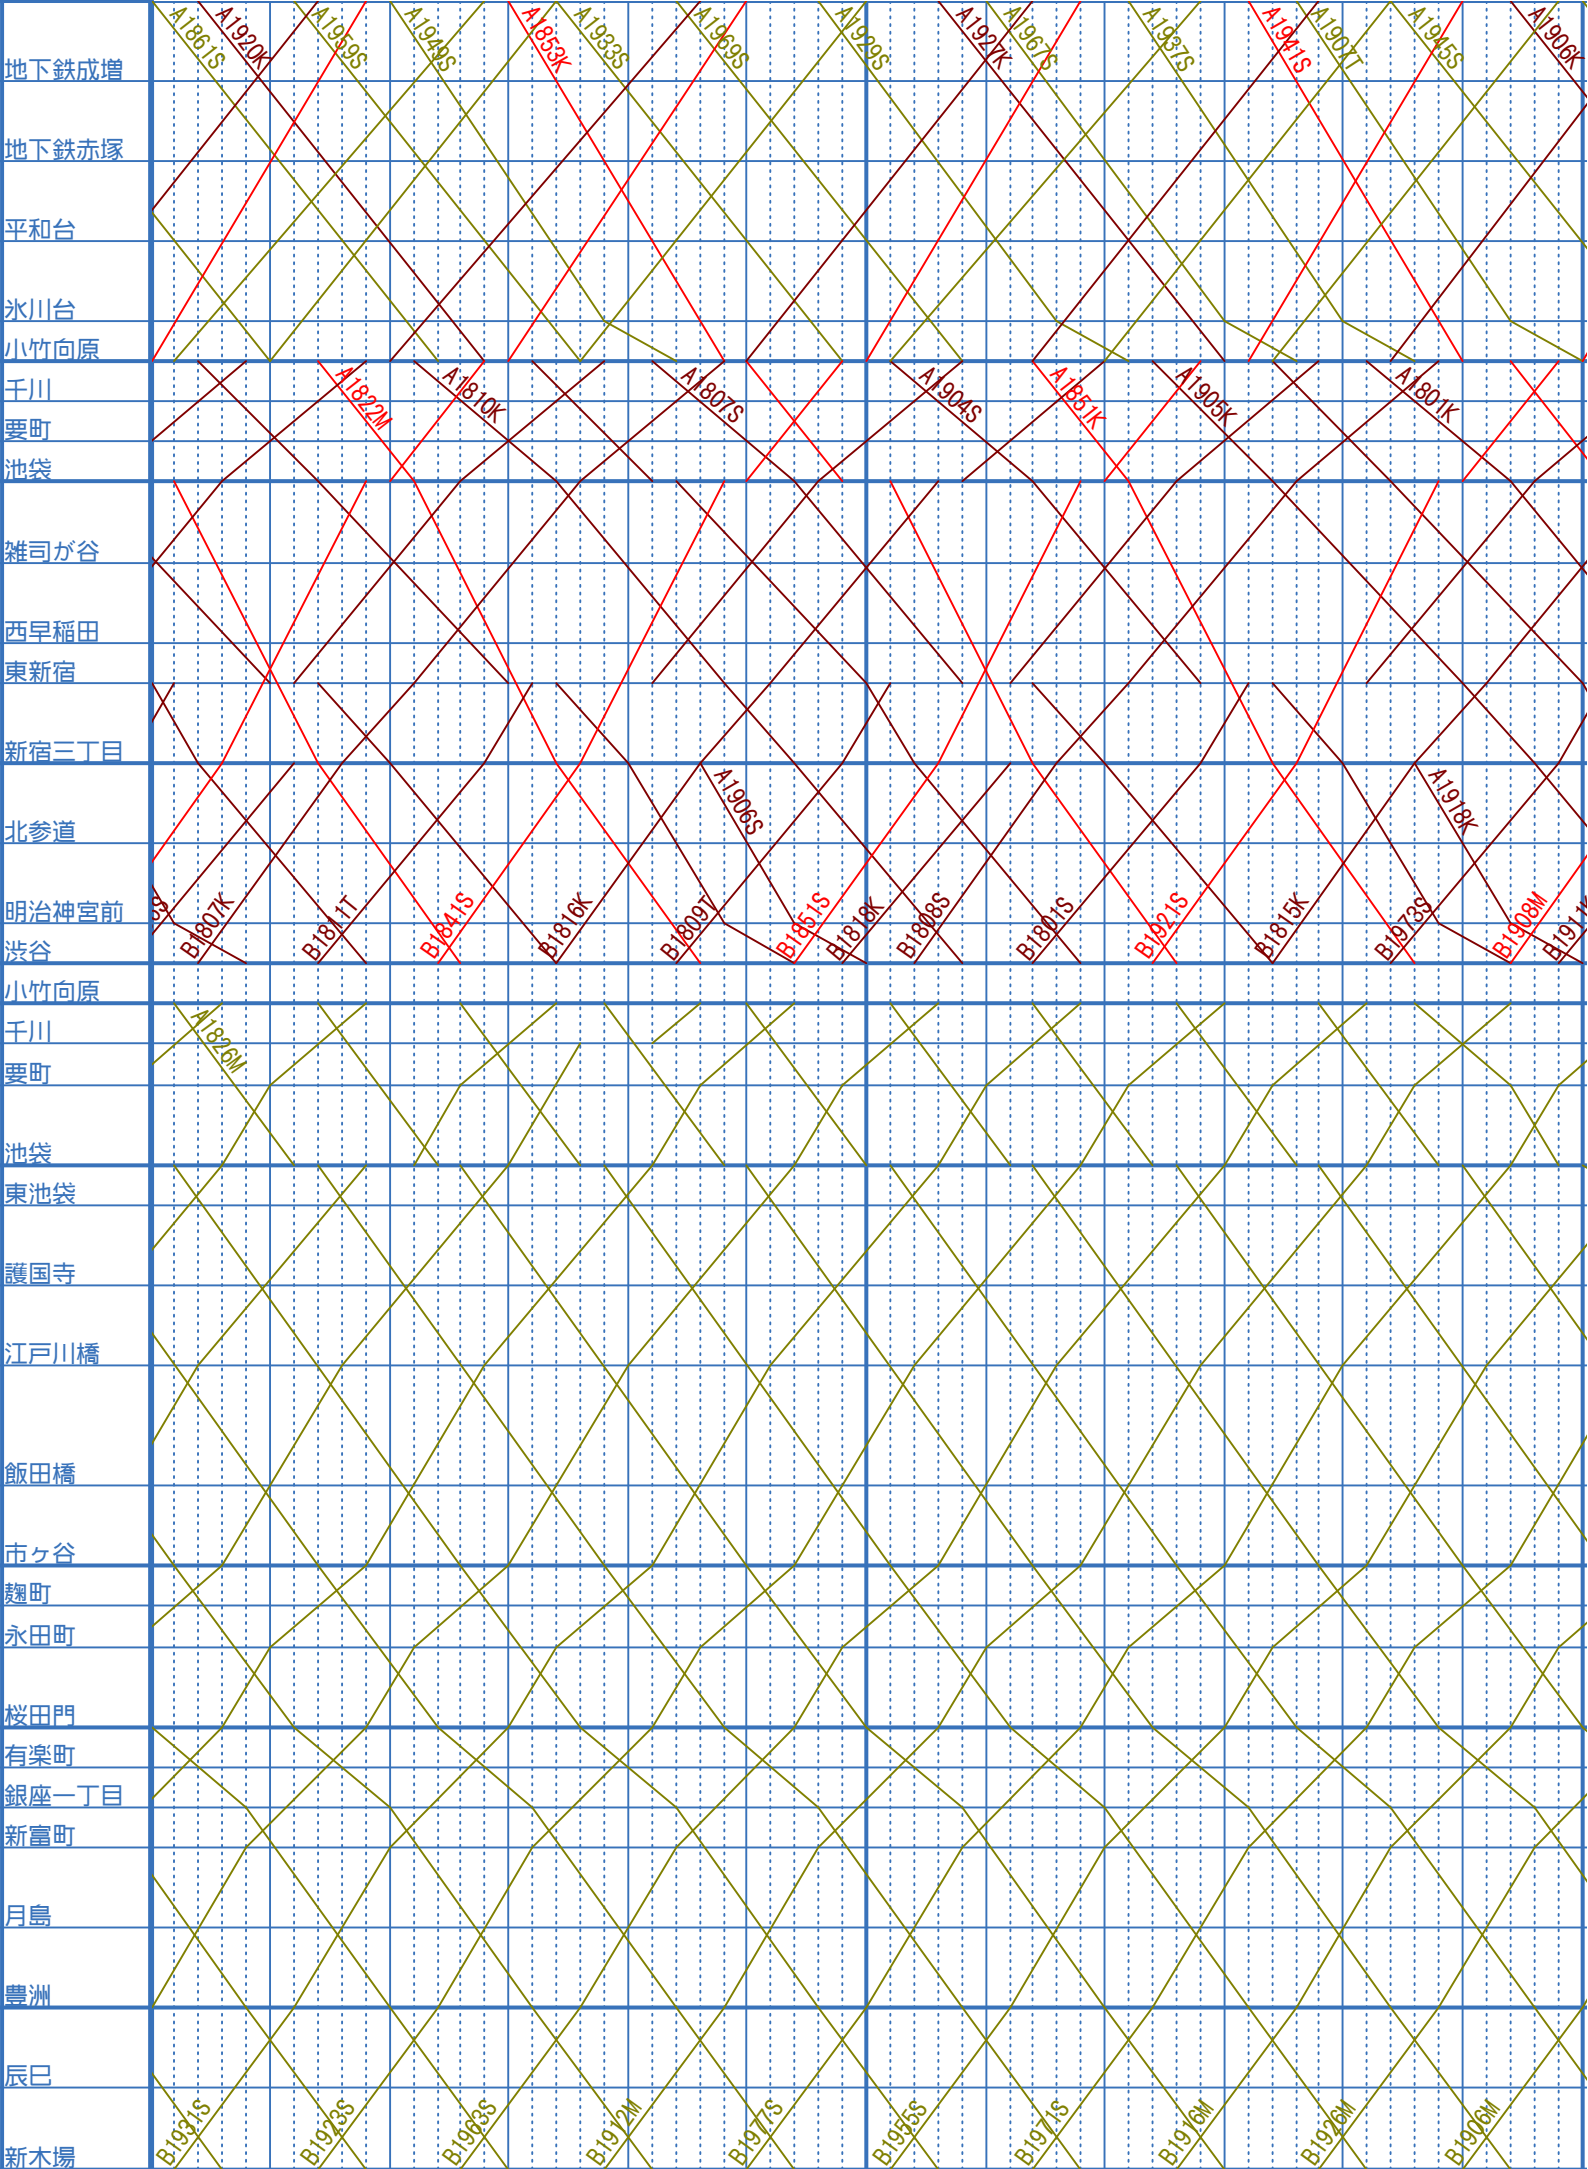 A1861S
A1920K
A1959S
A1949S
A1853K
A1933S
A1969S
A1929S
A1927K
A1967S
A1937S
A1941S
A1907T
A1945S
A1906K
地下鉄成増
地下鉄赤塚
平和台
氷川台
小竹向原
千川
A1822M
A1810K
A1807S
A1904S
A1851K
A1905K
A1801K
要町
池袋
雑司が谷
西早稲田
東新宿
新宿三丁目
A1906S
A1918K
北参道
明治神宮前
渋谷
B1807K
B1811T
B1841S
B1816K
B1809T
B1851S
B1818K
B1808S
B1801S
B1921S
B1815K
B1973S
B1908M
小竹向原
千川
A1826M
要町
池袋
東池袋
護国寺
江戸川橋
飯田橋
市ヶ谷
麹町
永田町
桜田門
有楽町
銀座一丁目
新富町
月島
豊洲
辰巳
新木場
B1931S
B1923S
B1963S
B1912M
B1977S
B1955S
B1971S
B1916M
B1926M
B1906M